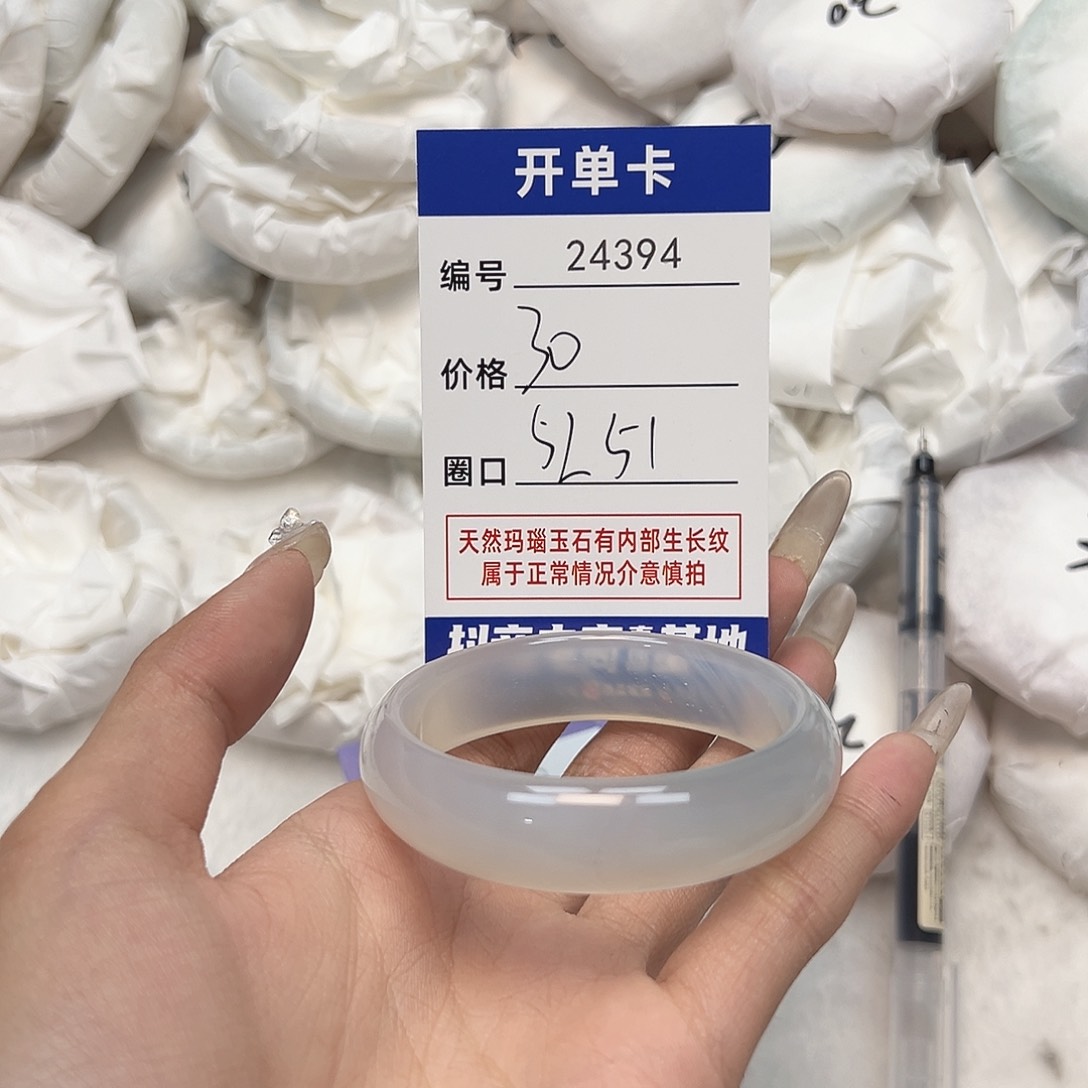 开单卡
编号 24394
价格 30
圈口 52 51
天然玛瑙玉石有内部生长纹
属于正常情况介意慎拍